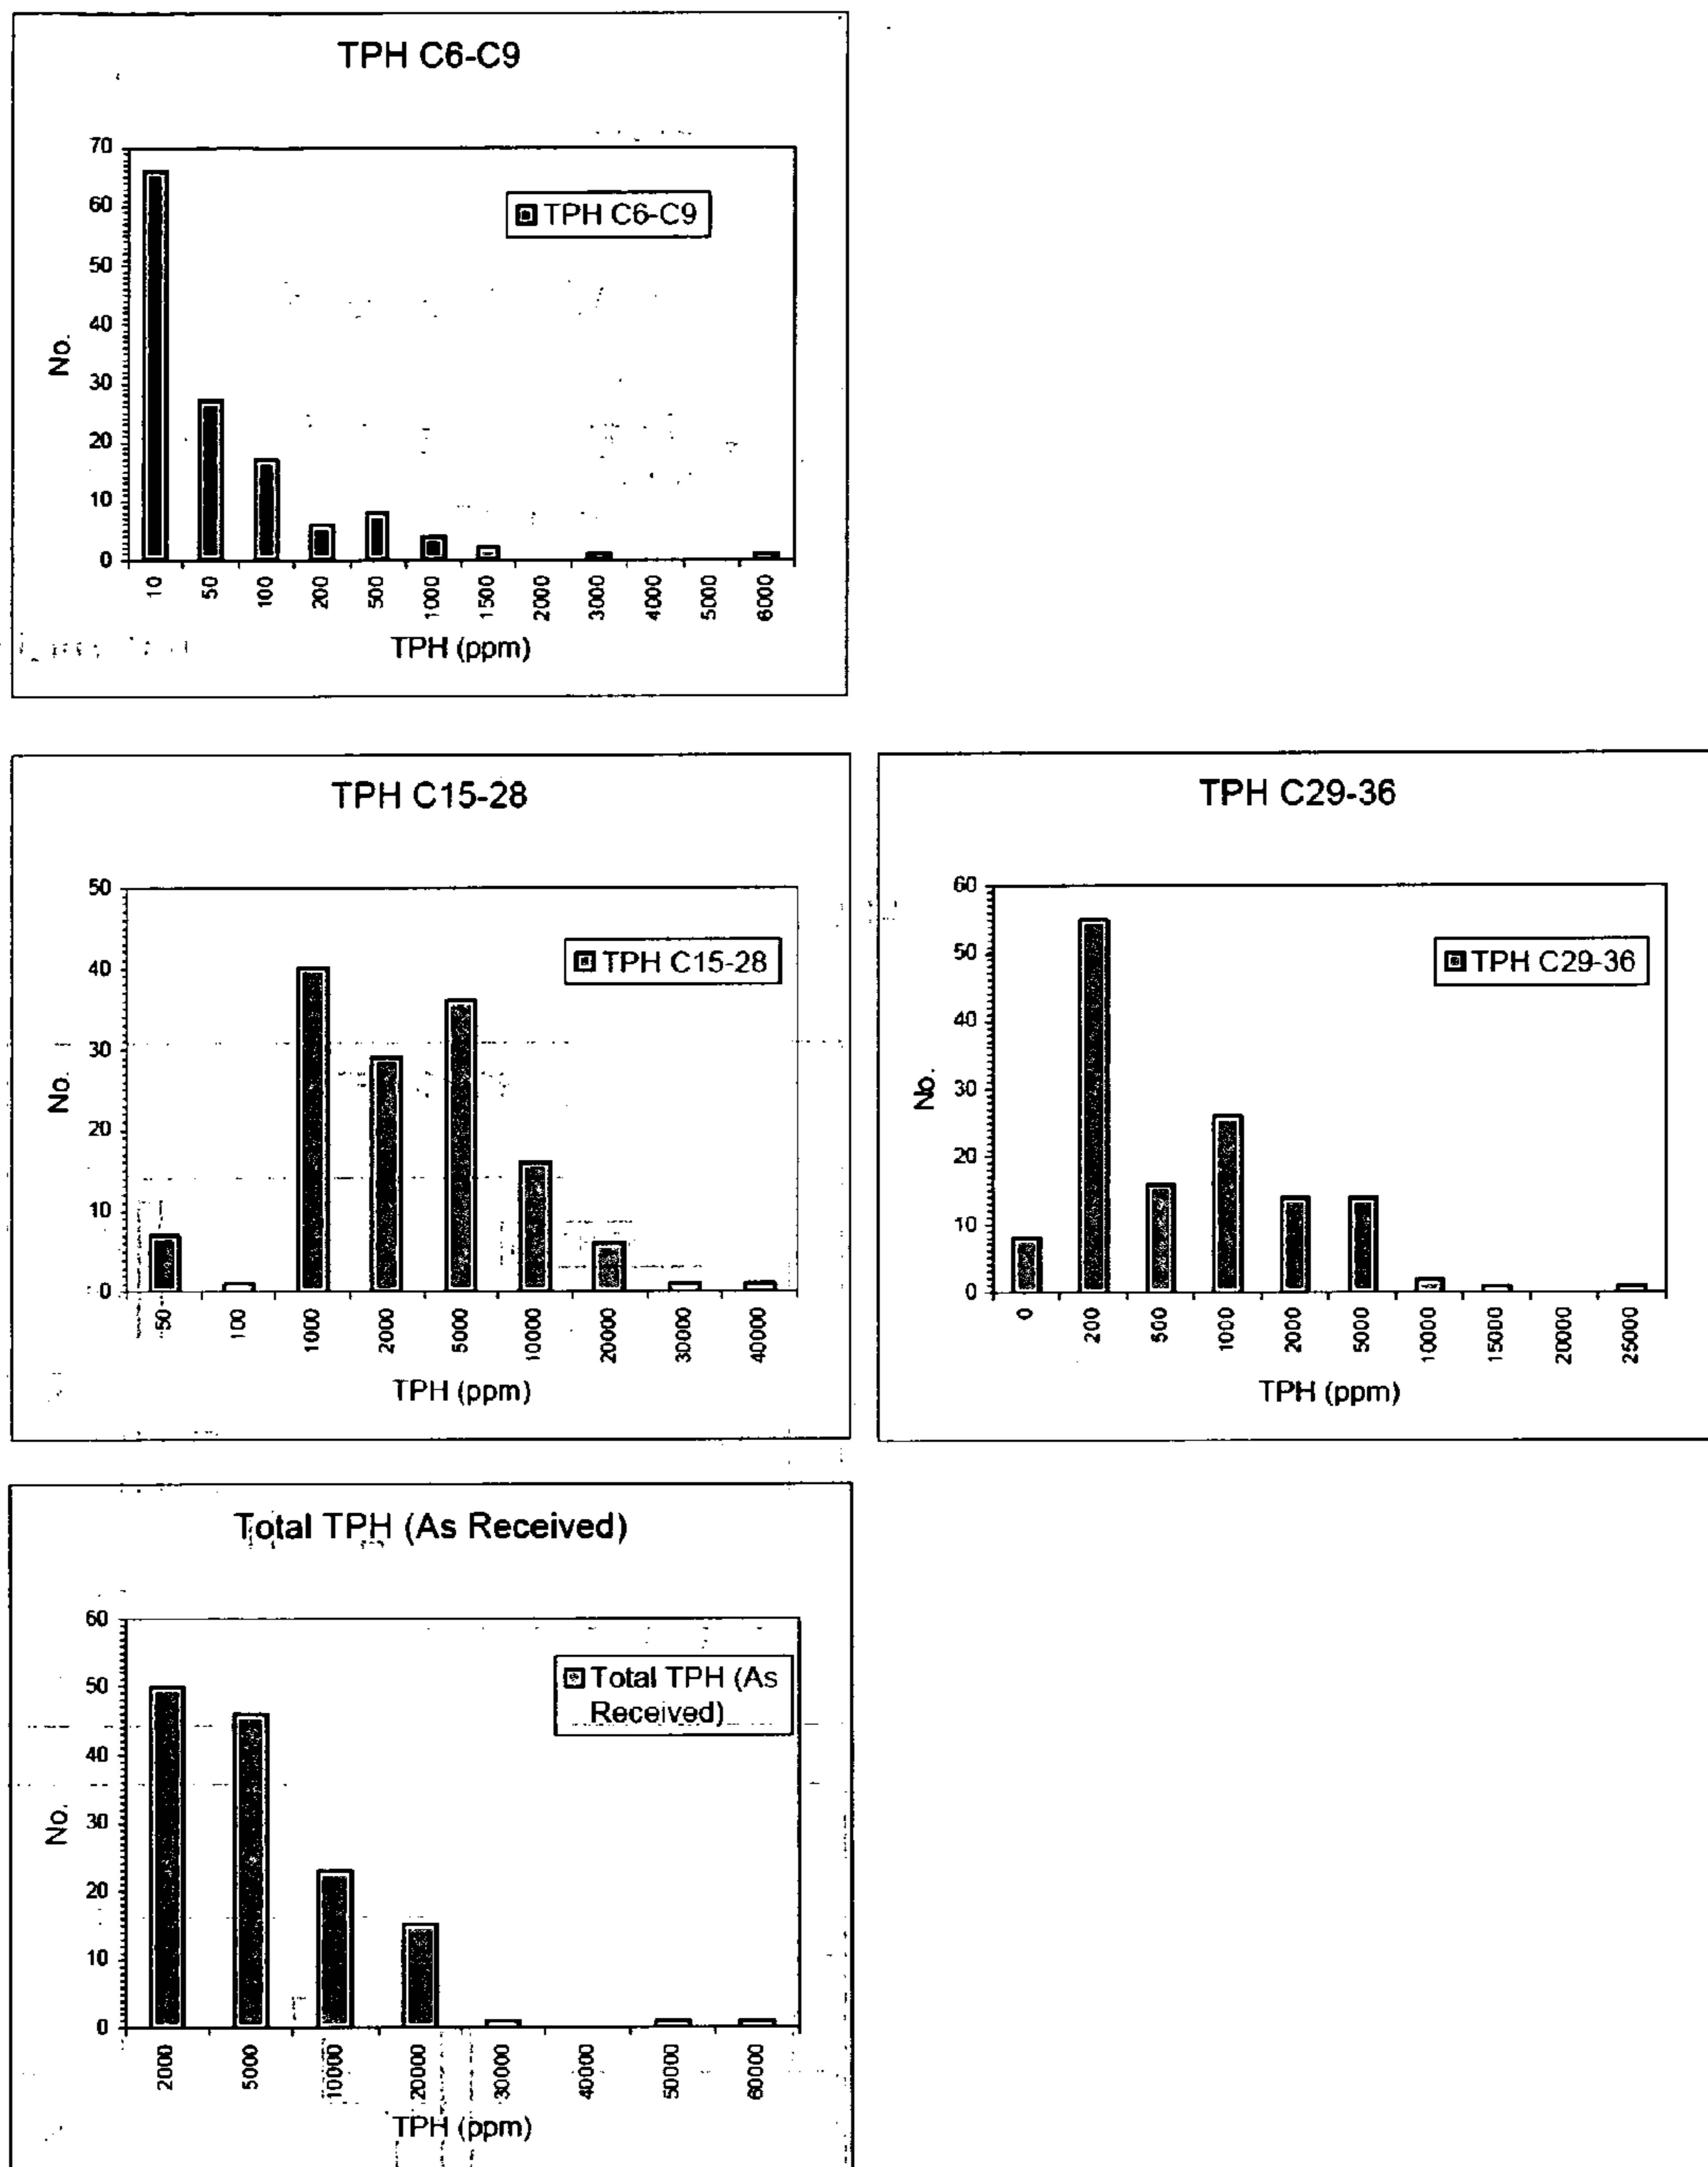 TPH C6-C9
70
60
50
40
30
20
10
0
No.
TPH C6-C9
10 50 100 200 500 1000 1500 2000 3000 4000 5000 6000
TPH (ppm)
TPH C15-28
50
40
30
20
10
0
No.
TPH C15-28
50 100 1000 2000 5000 10000 20000 30000 40000
TPH (ppm)
TPH C29-36
60
50
40
30
20
10
0
No.
TPH C29-36
0 200 500 1000 2000 5000 10000 15000 20000 25000
TPH (ppm)
Total TPH (As Received)
60
50
40
30
20
10
0
No.
Total TPH (As
Received)
2000 5000 10000 20000 30000 40000 50000 60000
TPH (ppm)